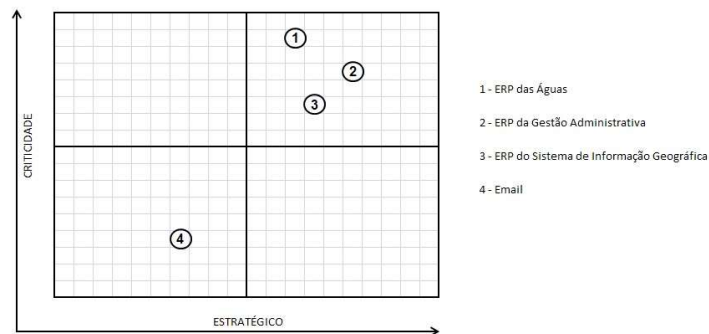 1
2
3
4
CRITICIDADE
ESTRATÉGICO
1 - ERP das Águas
2 - ERP da Gestão Administrativa
3 - ERP do Sistema de Informação Geográfica
4 - Email